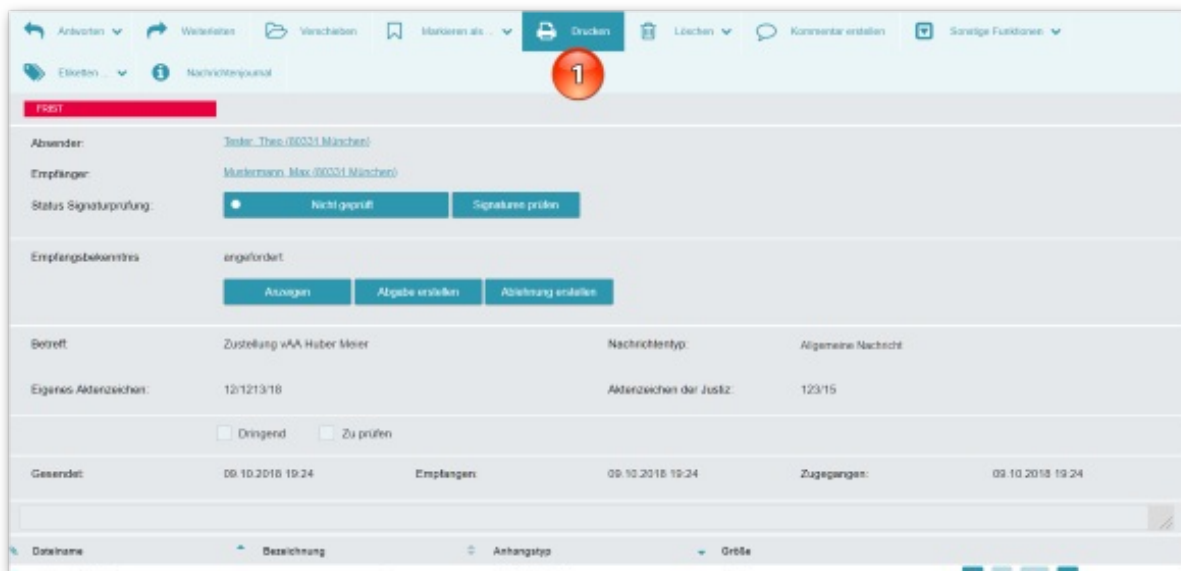 Antworten Weiterleiten Verschieben Markieren als .. Drucken Löschen Kommentar erstellen Sonstige Funktionen
Etiketten ... Nachrichtenjournal
1
FRIST
Absender: Tester, Theo (80331 München)
Empfänger: Mustermann, Max (80331 München)
Status Signaturprüfung: Nicht geprüft Signaturen prüfen
Empfangsbekenntnis angefordert
Anzeigen Abgabe erstellen Ablehnung erstellen
Betreff: Zustellung wAA Huber Meier Nachrichtentyp: Allgemeine Nachricht
Eigenes Aktenzeichen: 12/1213/18 Aktenzeichen der Justiz: 123/15
Dringend Zu prüfen
Gesendet: 09.10.2018 19:24 Empfangen: 09.10.2018 19:24 Zugegangen: 09.10.2018 19:24
Dateiname Bezeichnung Anhangstyp Größe